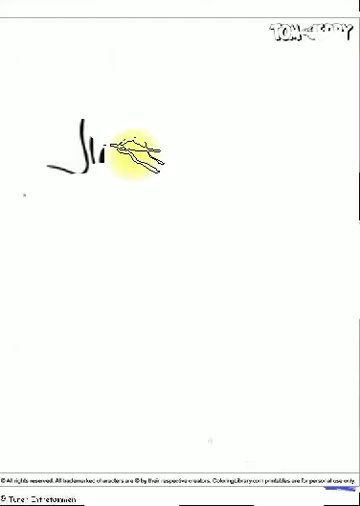 TOM and JERRY
© All rights reserved. All trademarked characters are © by their respective creators. ColoringLibrary.com printables are for personal use only.
© Turner Entertainment